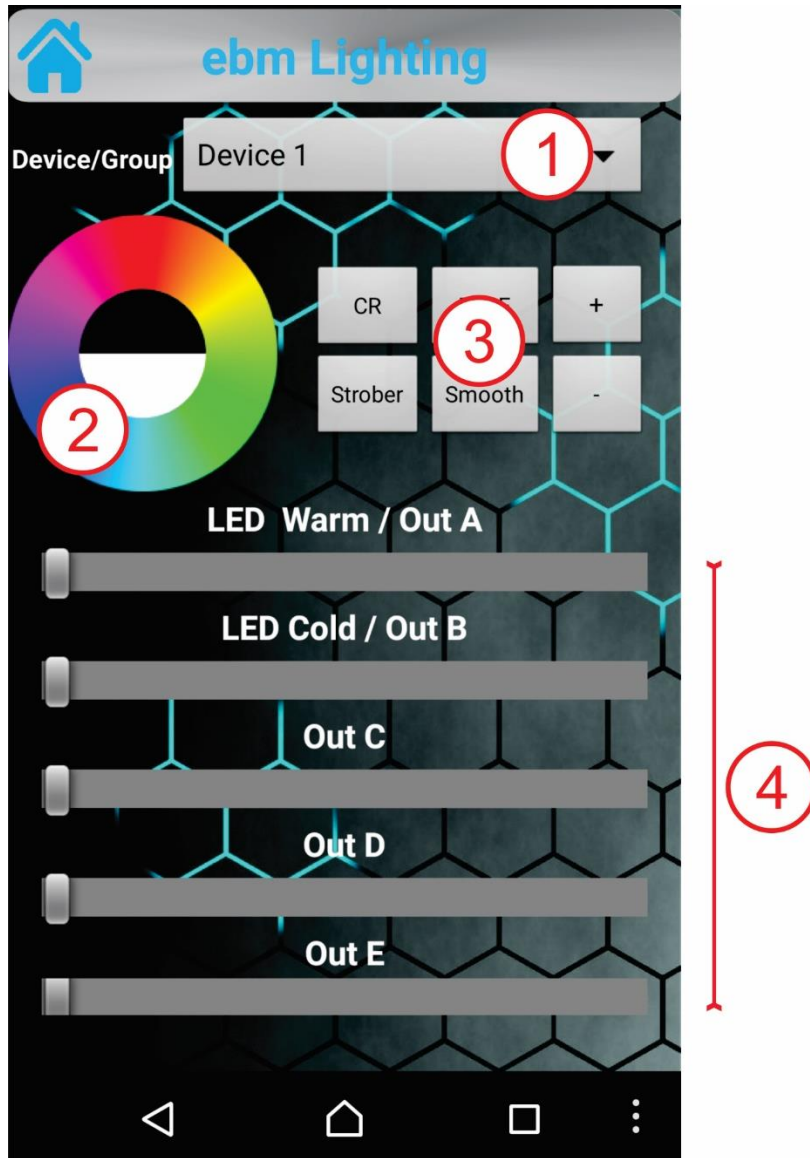 ebm Lighting
Device/Group
Device 1
1
CR
+
3
Strober
Smooth
-
2
LED Warm / Out A
LED Cold / Out B
Out C
4
Out D
Out E